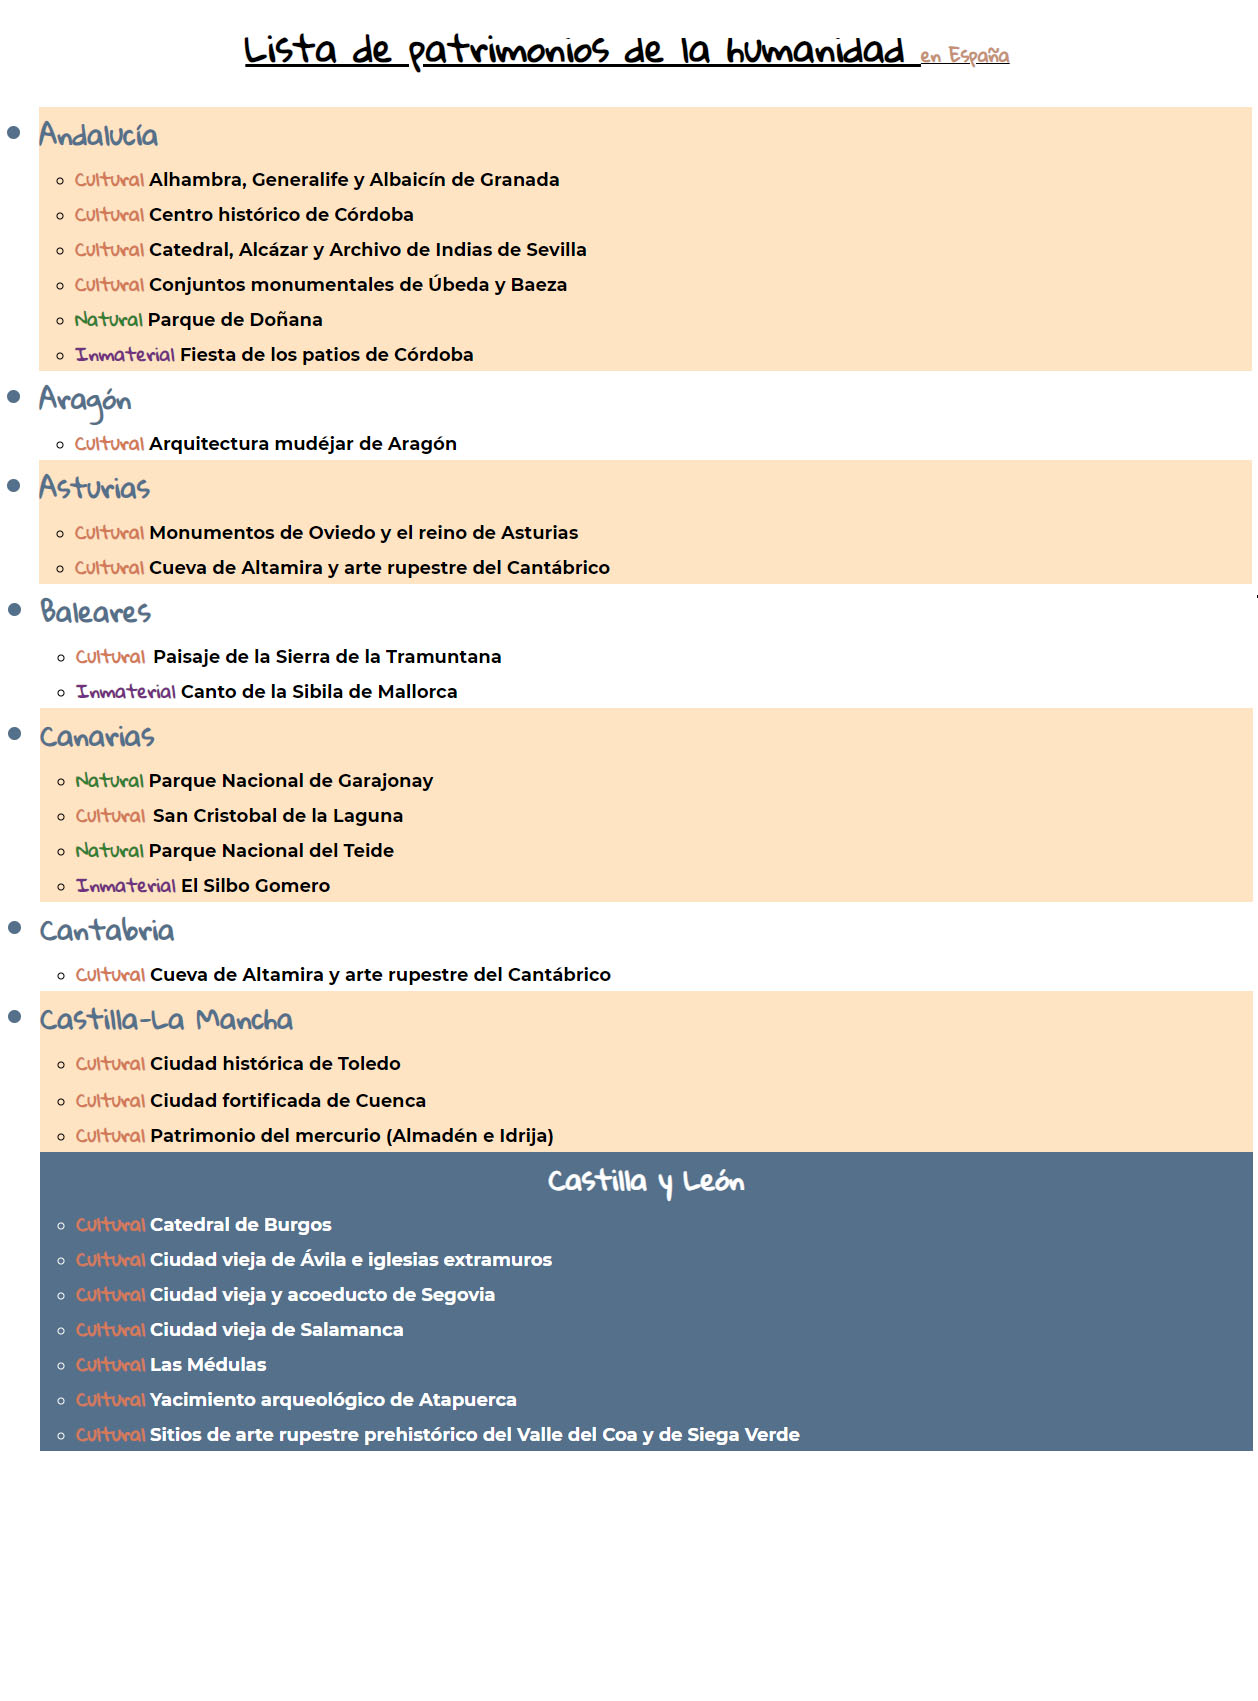 Lista de patrimonios de la humanidad en España
Andalucía
Cultural Alhambra, Generalife y Albaicín de Granada
Cultural Centro histórico de Córdoba
Cultural Catedral, Alcázar y Archivo de Indias de Sevilla
Cultural Conjuntos monumentales de Úbeda y Baeza
Natural Parque de Doñana
Inmaterial Fiesta de los patios de Córdoba
Aragón
Cultural Arquitectura mudéjar de Aragón
Asturias
Cultural Monumentos de Oviedo y el reino de Asturias
Cultural Cueva de Altamira y arte rupestre del Cantábrico
Baleares
Cultural Paisaje de la Sierra de la Tramuntana
Inmaterial Canto de la Sibila de Mallorca
Canarias
Natural Parque Nacional de Garajonay
Cultural San Cristobal de la Laguna
Natural Parque Nacional del Teide
Inmaterial El Silbo Gomero
Cantabria
Cultural Cueva de Altamira y arte rupestre del Cantábrico
Castilla-La Mancha
Cultural Ciudad histórica de Toledo
Cultural Ciudad fortificada de Cuenca
Cultural Patrimonio del mercurio (Almadén e Idrija)
Castilla y León
Cultural Catedral de Burgos
Cultural Ciudad vieja de Ávila e iglesias extramuros
Cultural Ciudad vieja y acoeducto de Segovia
Cultural Ciudad vieja de Salamanca
Cultural Las Médulas
Cultural Yacimiento arqueológico de Atapuerca
Cultural Sitios de arte rupestre prehistórico del Valle del Coa y de Siega Verde